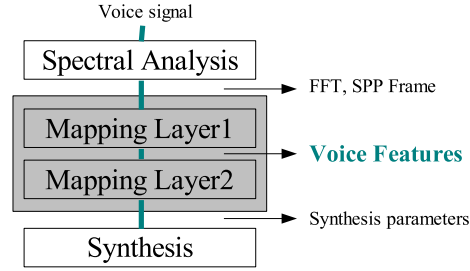 Voice signal
Spectral Analysis
FFT, SPP Frame
Mapping Layer1
Voice Features
Mapping Layer2
Synthesis parameters
Synthesis